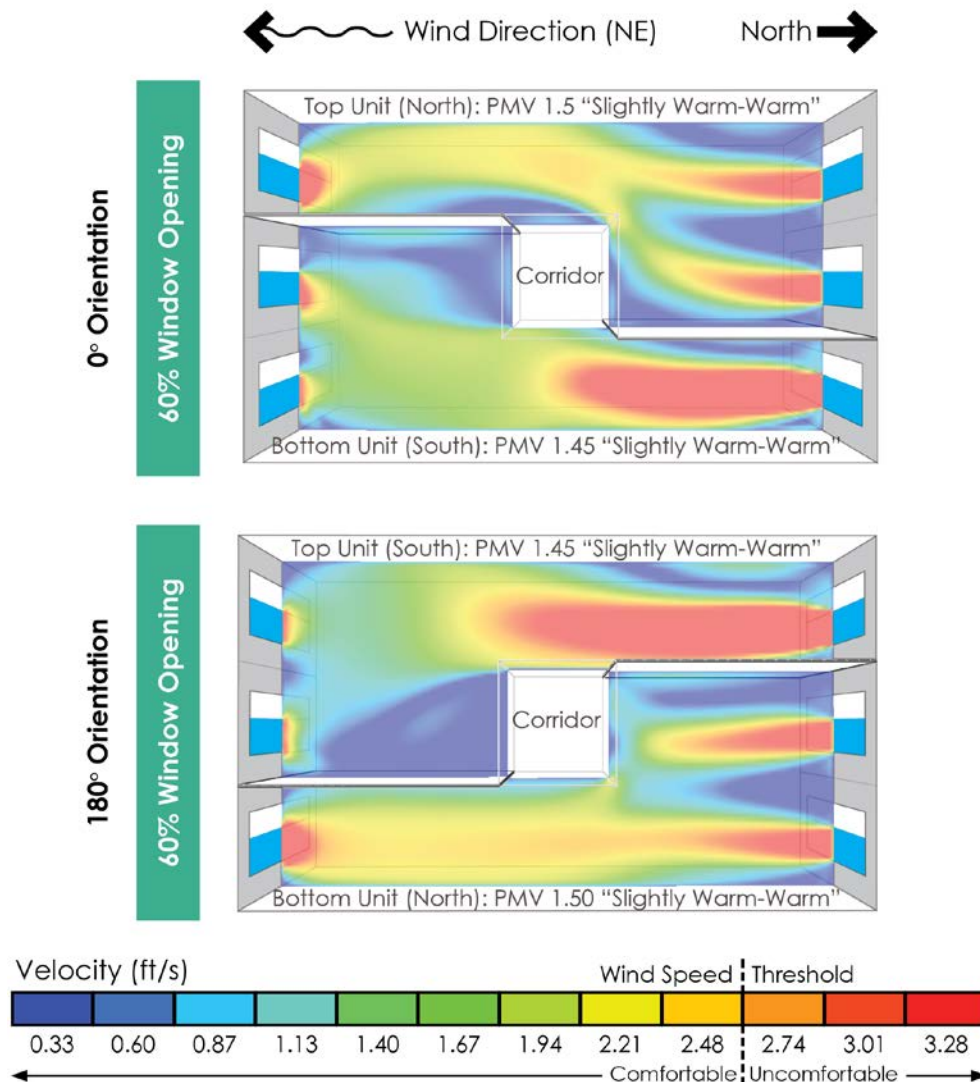 Wind Direction (NE) North
0° Orientation
60% Window Opening
Top Unit (North): PMV 1.5 “Slightly Warm-Warm”
Corridor
Bottom Unit (South): PMV 1.45 “Slightly Warm-Warm”
180° Orientation
60% Window Opening
Top Unit (South): PMV 1.45 “Slightly Warm-Warm”
Corridor
Bottom Unit (North): PMV 1.50 “Slightly Warm-Warm”
Velocity (ft/s) Wind Speed Threshold
0.33 0.60 0.87 1.13 1.40 1.67 1.94 2.21 2.48 2.74 3.01 3.28
Comfortable Uncomfortable